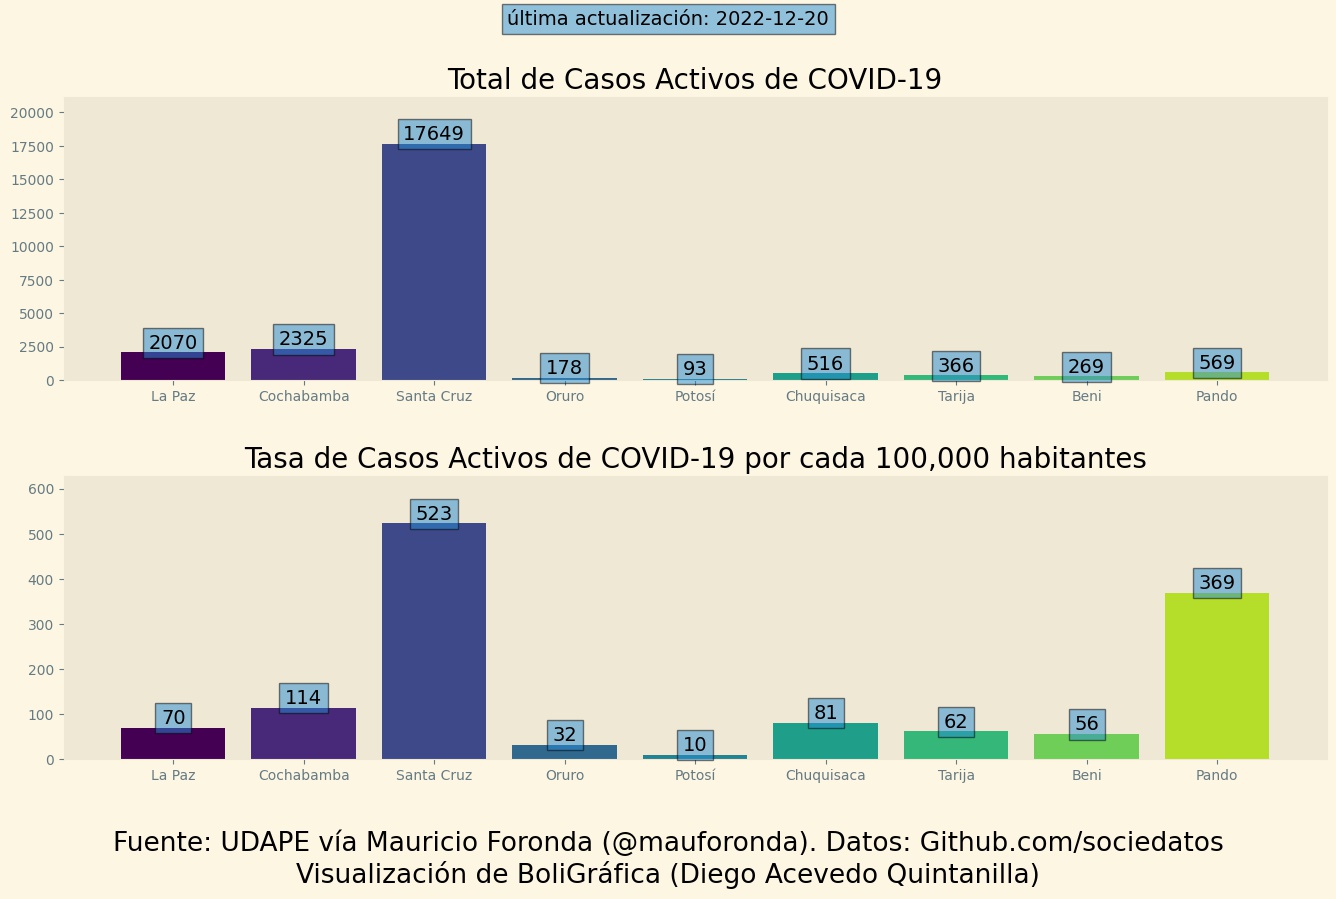 última actualización: 2022-12-20
Total de Casos Activos de COVID-19
20000
17500
15000
12500
10000
7500
5000
2500
0
2070
2325
17649
178
93
516
366
269
569
La Paz
Cochabamba
Santa Cruz
Oruro
Potosí
Chuquisaca
Tarija
Beni
Pando
Tasa de Casos Activos de COVID-19 por cada 100,000 habitantes
600
500
400
300
200
100
0
70
114
523
32
10
81
62
56
369
La Paz
Cochabamba
Santa Cruz
Oruro
Potosí
Chuquisaca
Tarija
Beni
Pando
Fuente: UDAPE vía Mauricio Foronda (@mauforonda). Datos: Github.com/sociedatos
Visualización de BoliGráfica (Diego Acevedo Quintanilla)